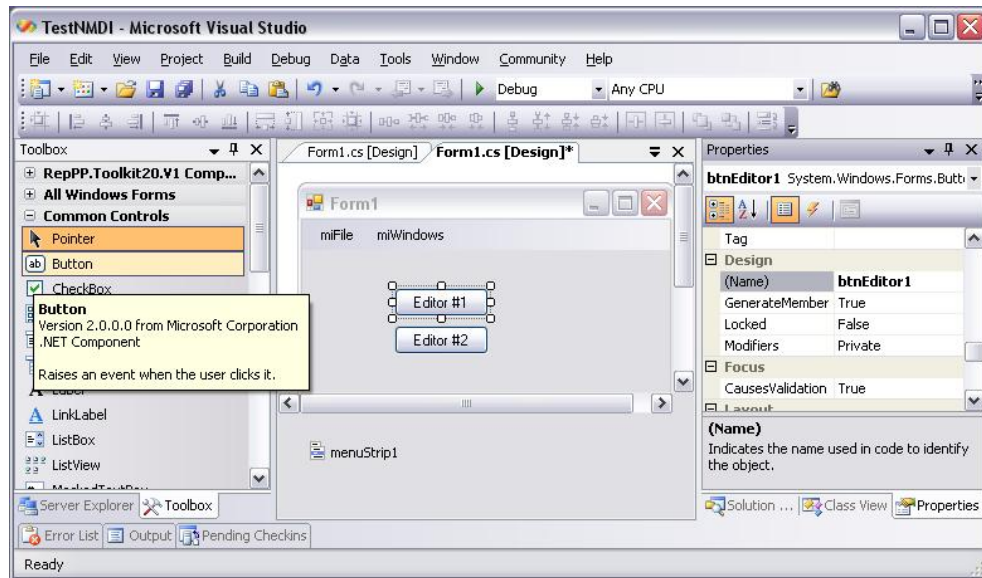 TestNMDI - Microsoft Visual Studio
File Edit View Project Build Debug Data Tools Window Community Help
Debug Any CPU
Toolbox
RepPP.Toolkit20.V1 Comp...
All Windows Forms
Common Controls
Pointer
ab Button
CheckBox
Button
Version 2.0.0.0 from Microsoft Corporation
.NET Component
Raises an event when the user clicks it.
Label
A LinkLabel
ListBox
ListView
MaskedTextBox
Server Explorer Toolbox
Form1.cs [Design] Form1.cs [Design]*
Form1
miFile miWindows
Editor #1
Editor #2
menuStrip1
Properties
btnEditor1 System.Windows.Forms.Butt
Tag
Design
(Name) btnEditor1
GenerateMember True
Locked False
Modifiers Private
Focus
CausesValidation True
Layout
(Name)
Indicates the name used in code to identify
the object.
Solution ... Class View Properties
Error List Output Pending Checkins
Ready